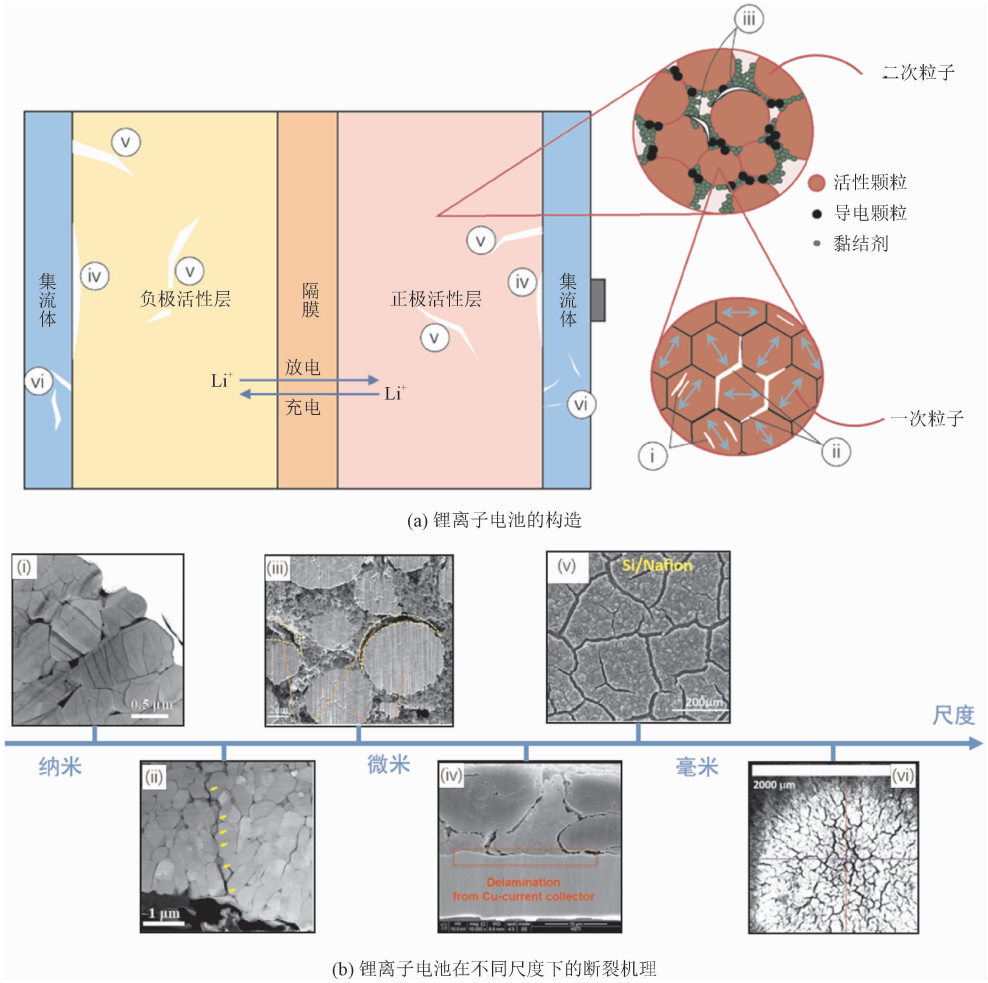 iii
二次粒子
活性颗粒
导电颗粒
黏结剂
v
v
iv
v
iv
v
集流体
负极活性层
隔膜
正极活性层
集流体
vi
vi
放电
Li⁺
Li⁺
充电
一次粒子
i
ii
(a) 锂离子电池的构造
(i)
0.5 μm
(iii)
2um
(v)
Si/Nafion
200μm
尺度
纳米
微米
毫米
(ii)
1 μm
(iv)
Delamination
from Cu-current collector
2000 μm
(vi)
(b) 锂离子电池在不同尺度下的断裂机理